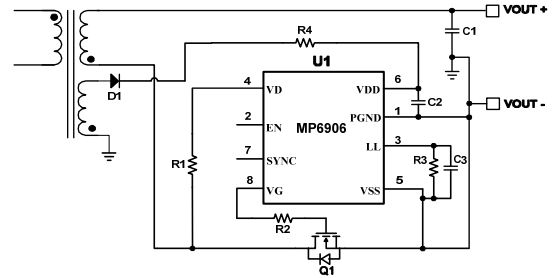 VOUT +
R4
C1
U1
D1
4
VD
VDD
6
C2
VOUT -
2
EN
MP6906
PGND
1
3
LL
R1
7
SYNC
R3
C3
8
VG
VSS
5
R2
Q1